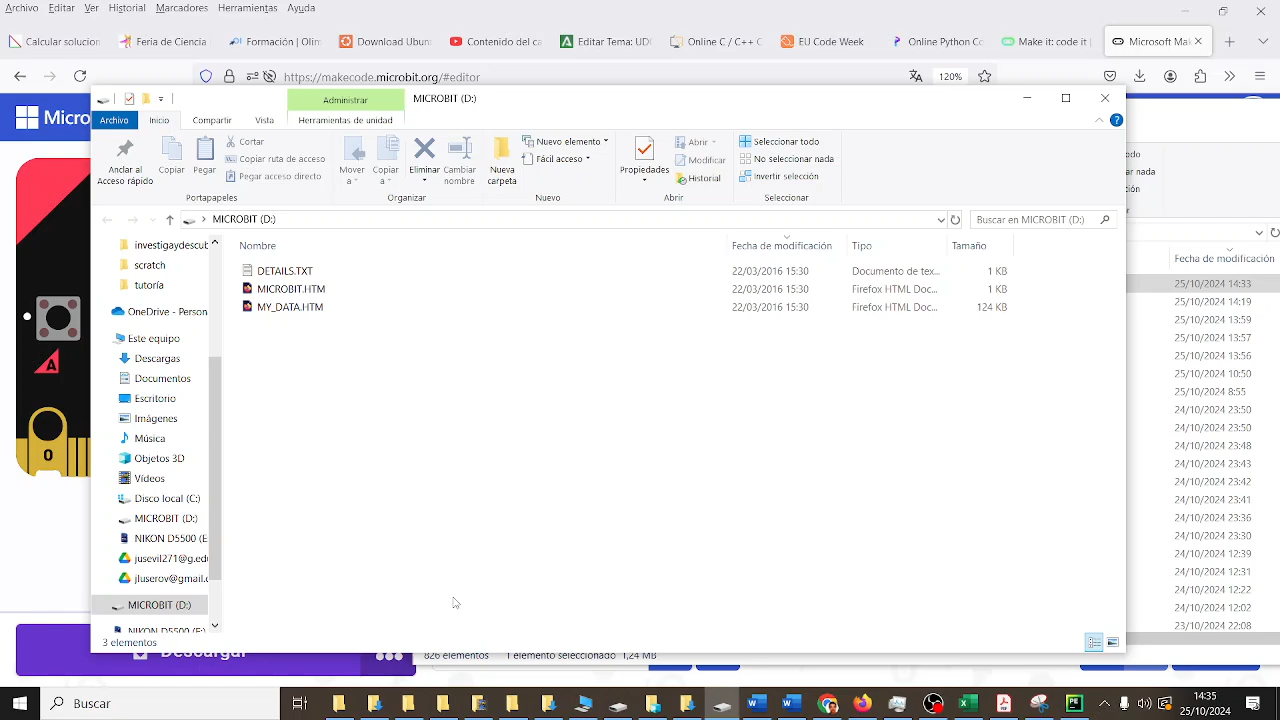 Archivo Editar Ver Historial Marcadores Herramientas Ayuda
Calcular solucion Feria de Ciencia Formación | Olim Download Ubun Contenido del ca Editar Tema: UDC Online C / C++ C EU Code Week Online Python Co Make it: code it | Microsoft Mak
https://makecode.microbit.org/#editor 120%
Administrar MICROBIT (D:)
Archivo Inicio Compartir Vista Herramientas de unidad
Micro
Anclar al Acceso rápido
Copiar
Pegar
Cortar
Copiar ruta de acceso
Pegar acceso directo
Mover a
Copiar a
Eliminar
Cambiar nombre
Nueva carpeta
Nuevo elemento
Fácil acceso
Propiedades
Abrir
Modificar
Historial
Seleccionar todo
No seleccionar nada
Invertir selección
Portapapeles Organizar Nuevo Abrir Seleccionar
MICROBIT (D:) Buscar en MICROBIT (D:)
Nombre Fecha de modificación Tipo Tamaño
DETAILS.TXT 22/03/2016 15:30 Documento de tex... 1 KB
MICROBIT.HTM 22/03/2016 15:30 Firefox HTML Doc... 1 KB
MY_DATA.HTM 22/03/2016 15:30 Firefox HTML Doc... 124 KB
investigaydescub
scratch
tutoría
OneDrive - Person
Este equipo
Descargas
Documentos
Escritorio
Imágenes
Música
Objetos 3D
Vídeos
Disco local (C:)
MICROBIT (D:)
NIKON D5500 (E
jusevil271@g.edu
jluserov@gmail.c
MICROBIT (D:)
NIKON D5500 (E:
3 elementos
A
0
Fecha de modificación
25/10/2024 14:33
25/10/2024 14:19
25/10/2024 13:59
25/10/2024 13:57
25/10/2024 13:56
25/10/2024 10:50
25/10/2024 8:55
24/10/2024 23:50
24/10/2024 23:50
24/10/2024 23:48
24/10/2024 23:43
24/10/2024 23:42
24/10/2024 23:41
24/10/2024 23:36
24/10/2024 23:30
24/10/2024 12:39
24/10/2024 12:31
24/10/2024 12:22
24/10/2024 12:02
23/10/2024 22:08
Descargar 826 elementos 1 elemento seleccionado 1,24 MB
Buscar
14:35
25/10/2024